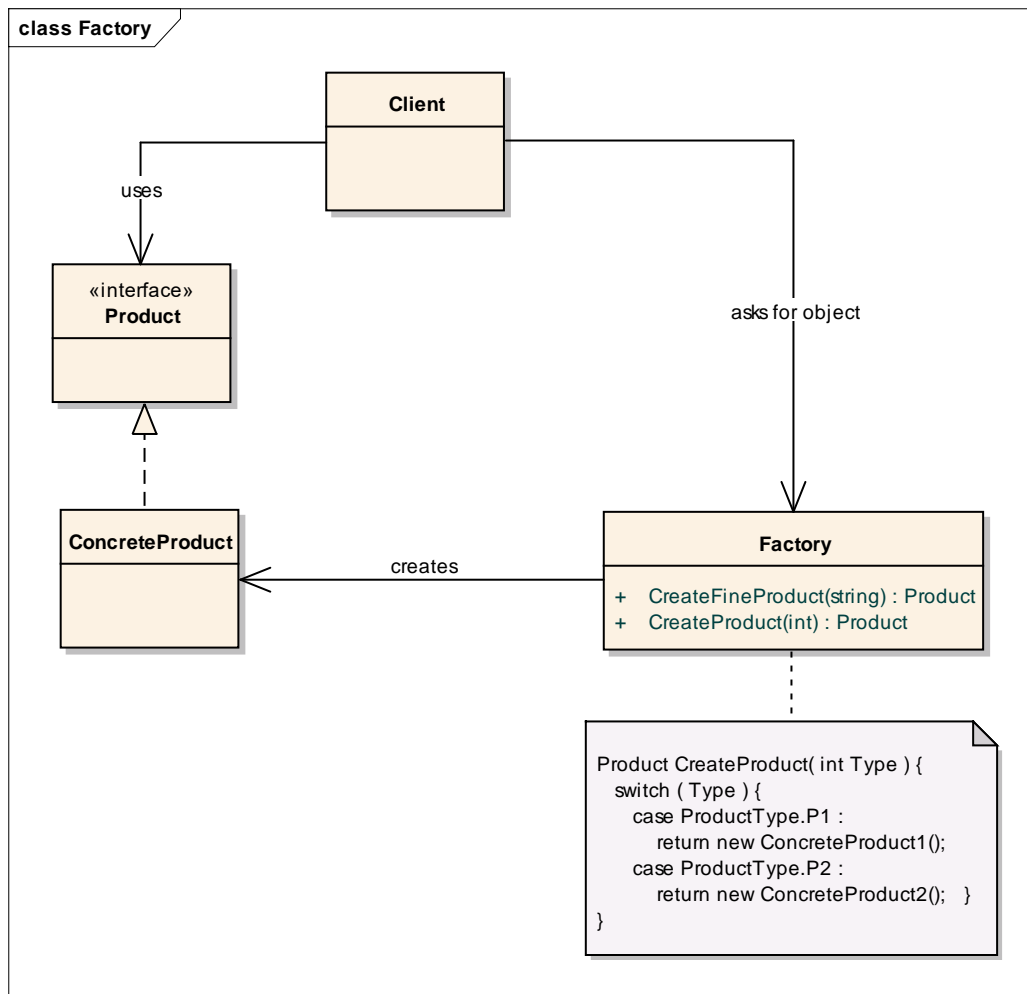 class Factory
Client
uses
«interface»
Product
asks for object
ConcreteProduct
creates
Factory
+ CreateFineProduct(string) : Product
+ CreateProduct(int) : Product
Product CreateProduct( int Type ) {
switch ( Type ) {
case ProductType.P1 :
return new ConcreteProduct1();
case ProductType.P2 :
return new ConcreteProduct2(); }
}